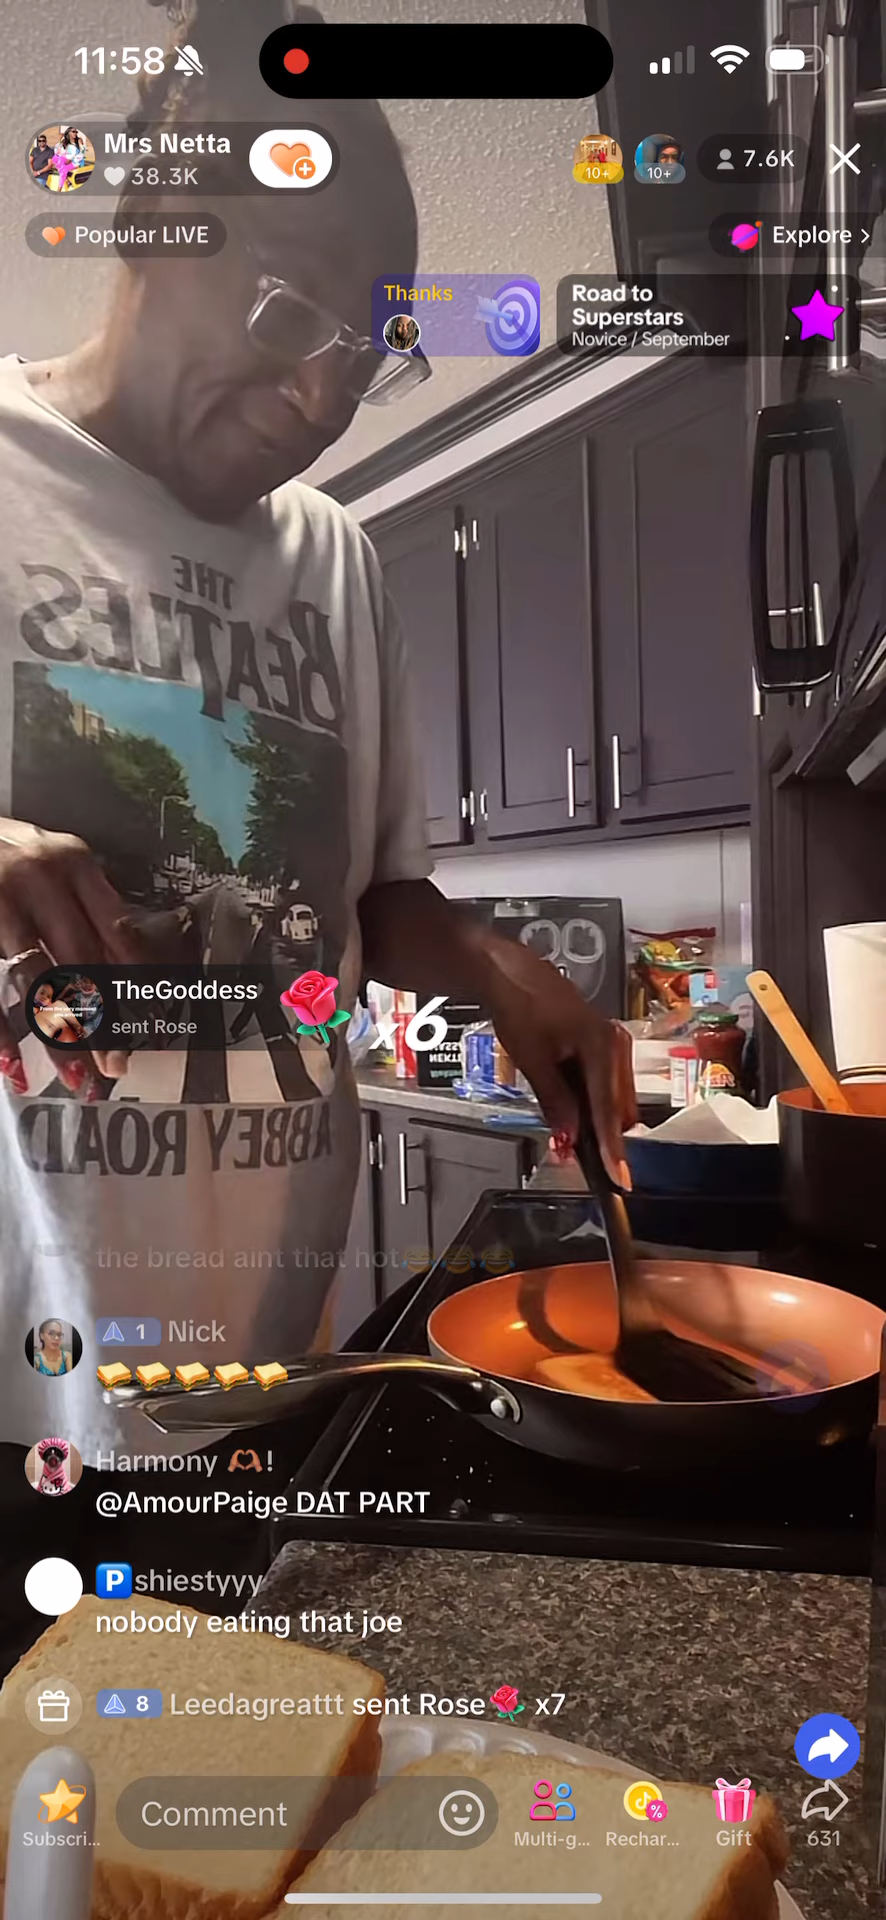 11:58
Mrs Netta
38.3K
10+
10+
7.6K
Popular LIVE
Explore >
Thanks
Road to
Superstars
Novice / September
THE
BEATLES
TheGoddess
sent Rose
x6
ABBEY ROAD
the bread aint that hot😂😂😂
1 Nick
🥪🥪🥪🥪🥪
Harmony 🫶🏾!
@AmourPaige DAT PART
🅿️shiestyyy
nobody eating that joe
8 Leedagreattt sent Rose🌹 x7
Comment
Subscri...
Multi-g...
Rechar...
Gift
631